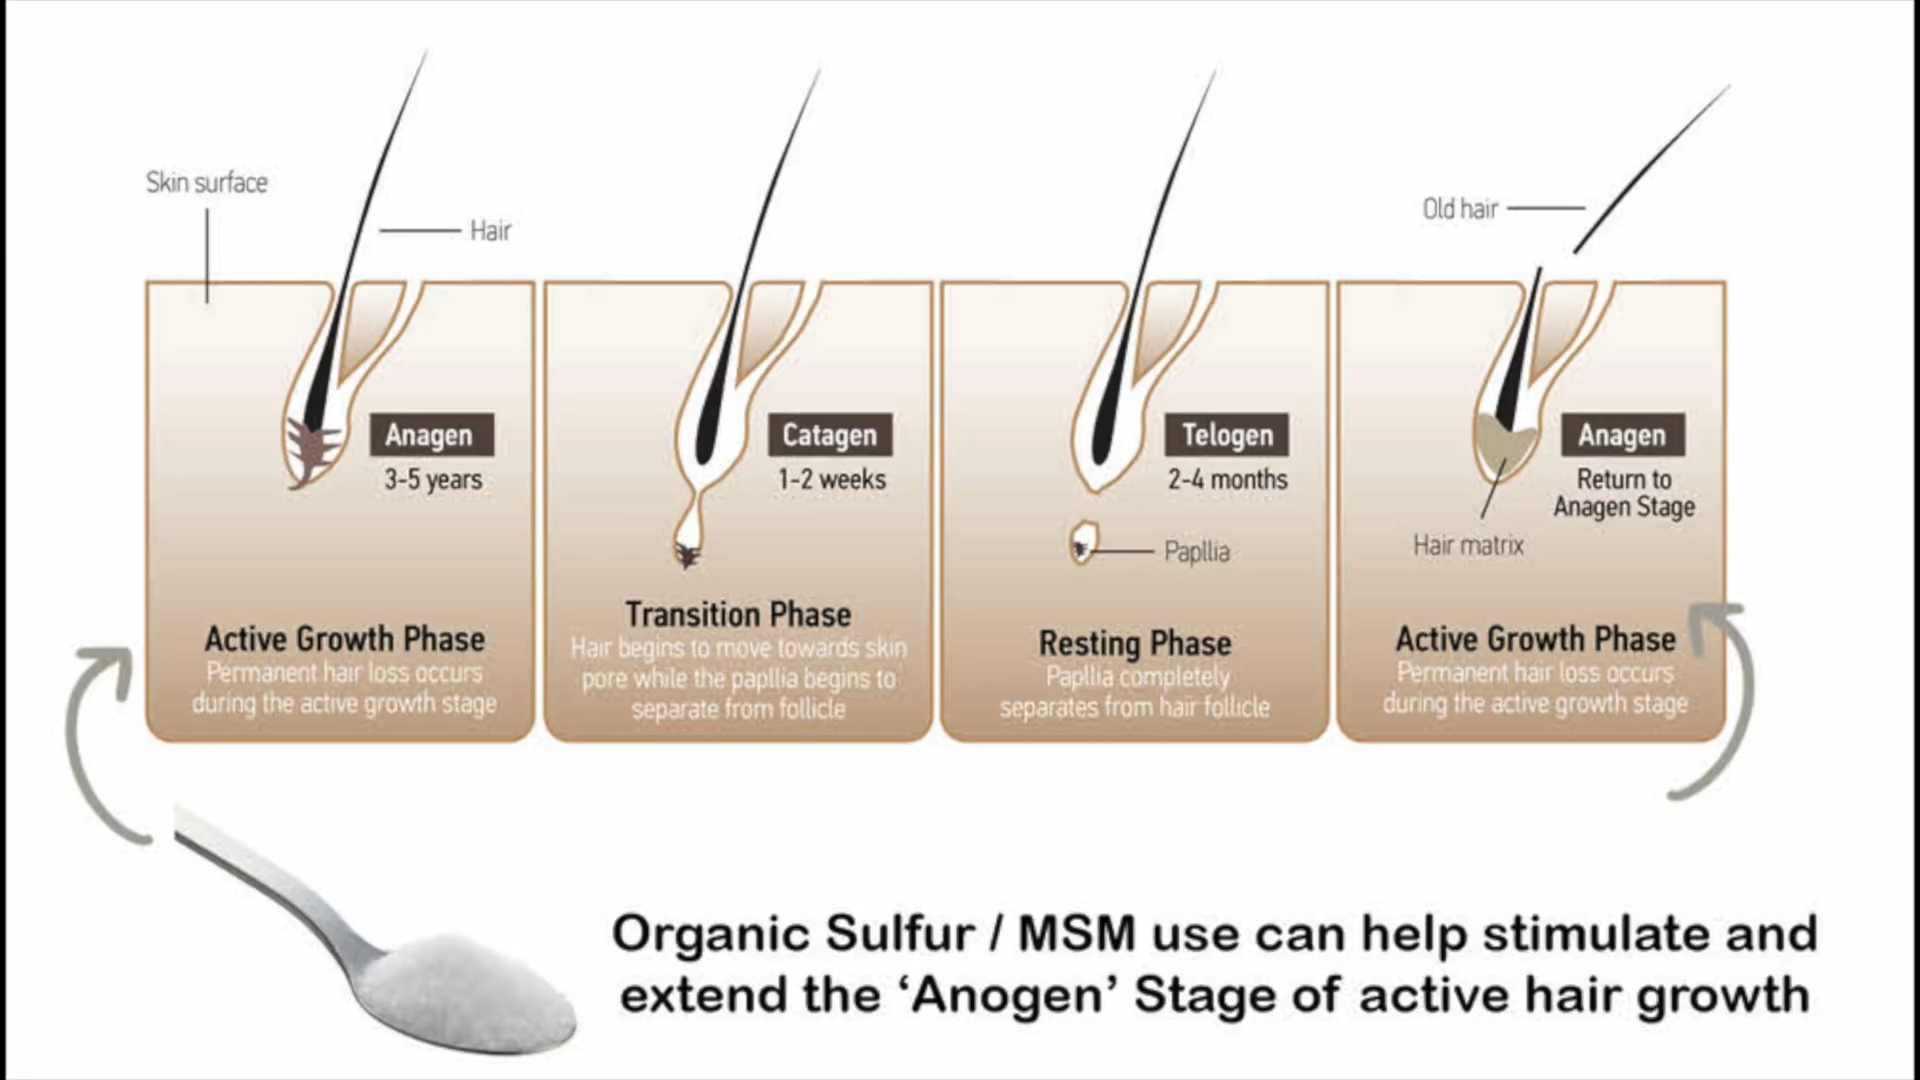 Skin surface
Hair
Old hair
Anagen
3-5 years
Catagen
1-2 weeks
Telogen
2-4 months
Anagen
Return to
Anagen Stage
Papllia
Hair matrix
Active Growth Phase
Permanent hair loss occurs
during the active growth stage
Transition Phase
Hair begins to move towards skin
pore while the papllia begins to
separate from follicle
Resting Phase
Papllia completely
separates from hair follicle
Active Growth Phase
Permanent hair loss occurs
during the active growth stage
Organic Sulfur / MSM use can help stimulate and
extend the ‘Anogen’ Stage of active hair growth